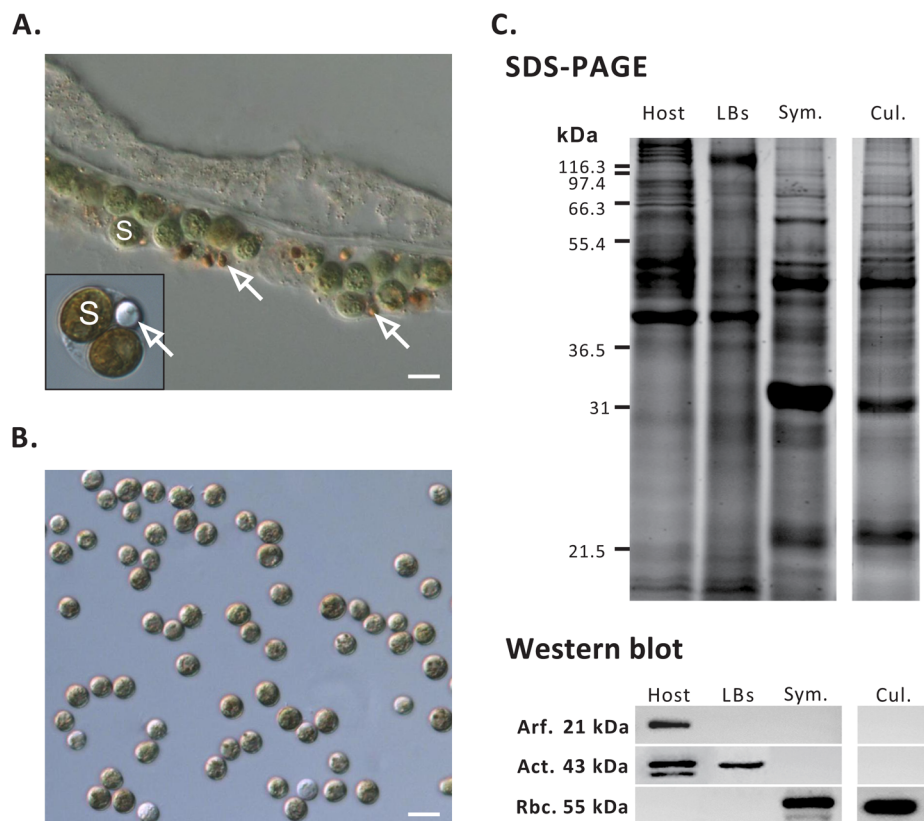 A.
S
S
B.
C.
SDS-PAGE
Host LBs Sym. Cul.
kDa
116.3
97.4
66.3
55.4
36.5
31
21.5
Western blot
Host LBs Sym. Cul.
Arf. 21 kDa
Act. 43 kDa
Rbc. 55 kDa